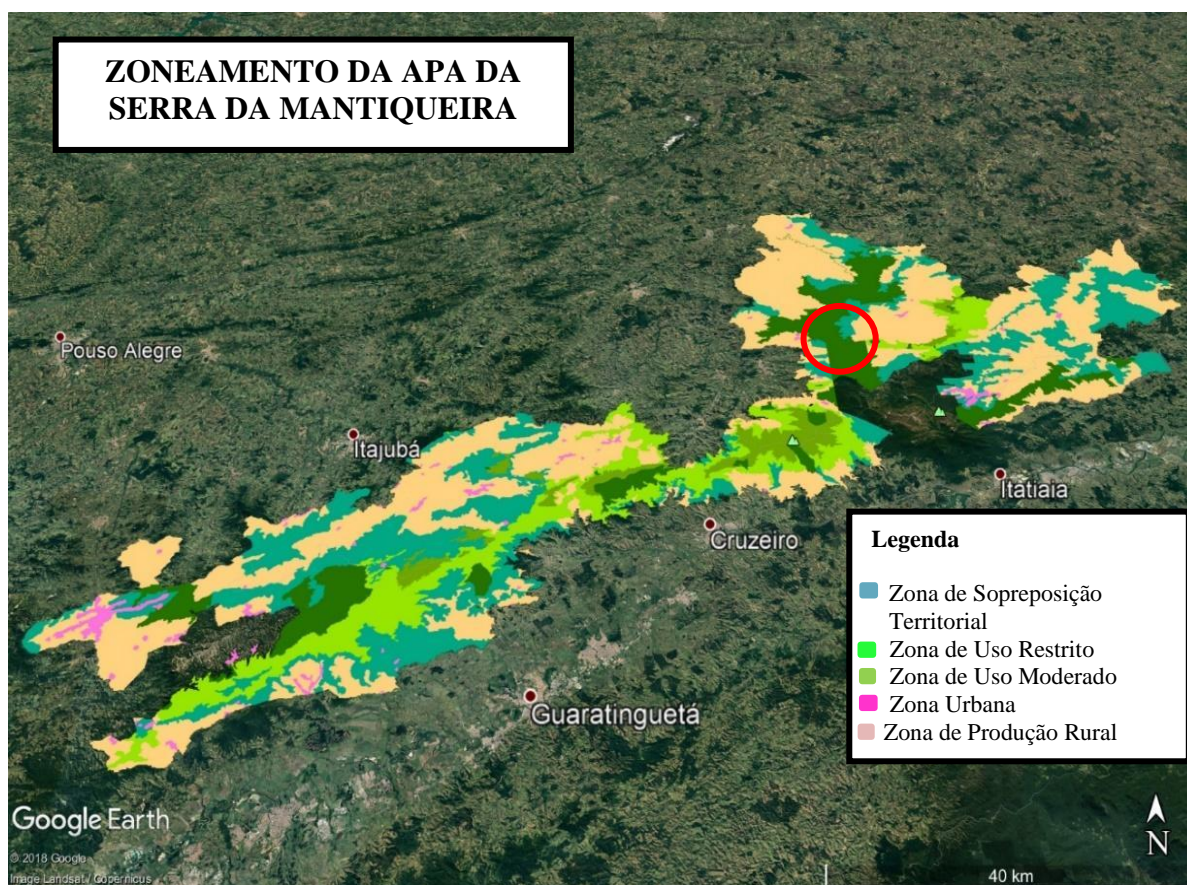 ZONEAMENTO DA APA DA
SERRA DA MANTIQUEIRA
Pouso Alegre
Itajubá
Itatiaia
Cruzeiro
Guaratinguetá
Legenda
Zona de Sopreposição
Territorial
Zona de Uso Restrito
Zona de Uso Moderado
Zona Urbana
Zona de Produção Rural
Google Earth
© 2018 Google
Image Landsat / Copernicus
N
40 km